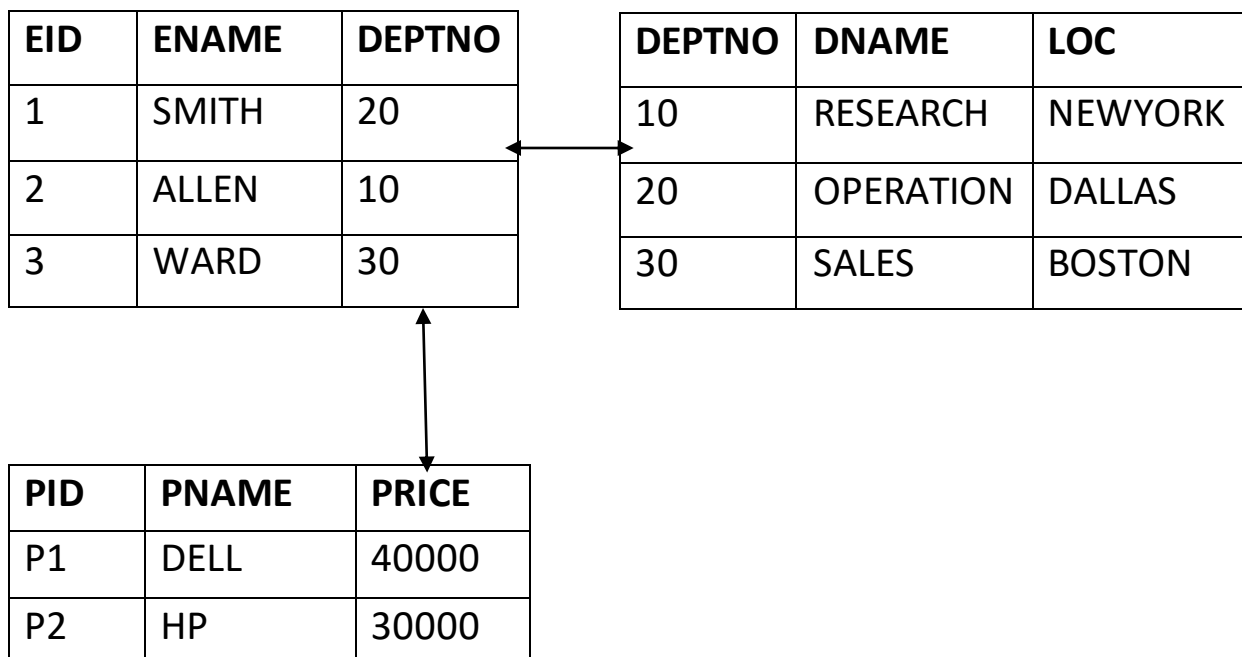 EID ENAME DEPTNO
1 SMITH 20
2 ALLEN 10
3 WARD 30
DEPTNO DNAME LOC
10 RESEARCH NEWYORK
20 OPERATION DALLAS
30 SALES BOSTON
PID PNAME PRICE
P1 DELL 40000
P2 HP 30000